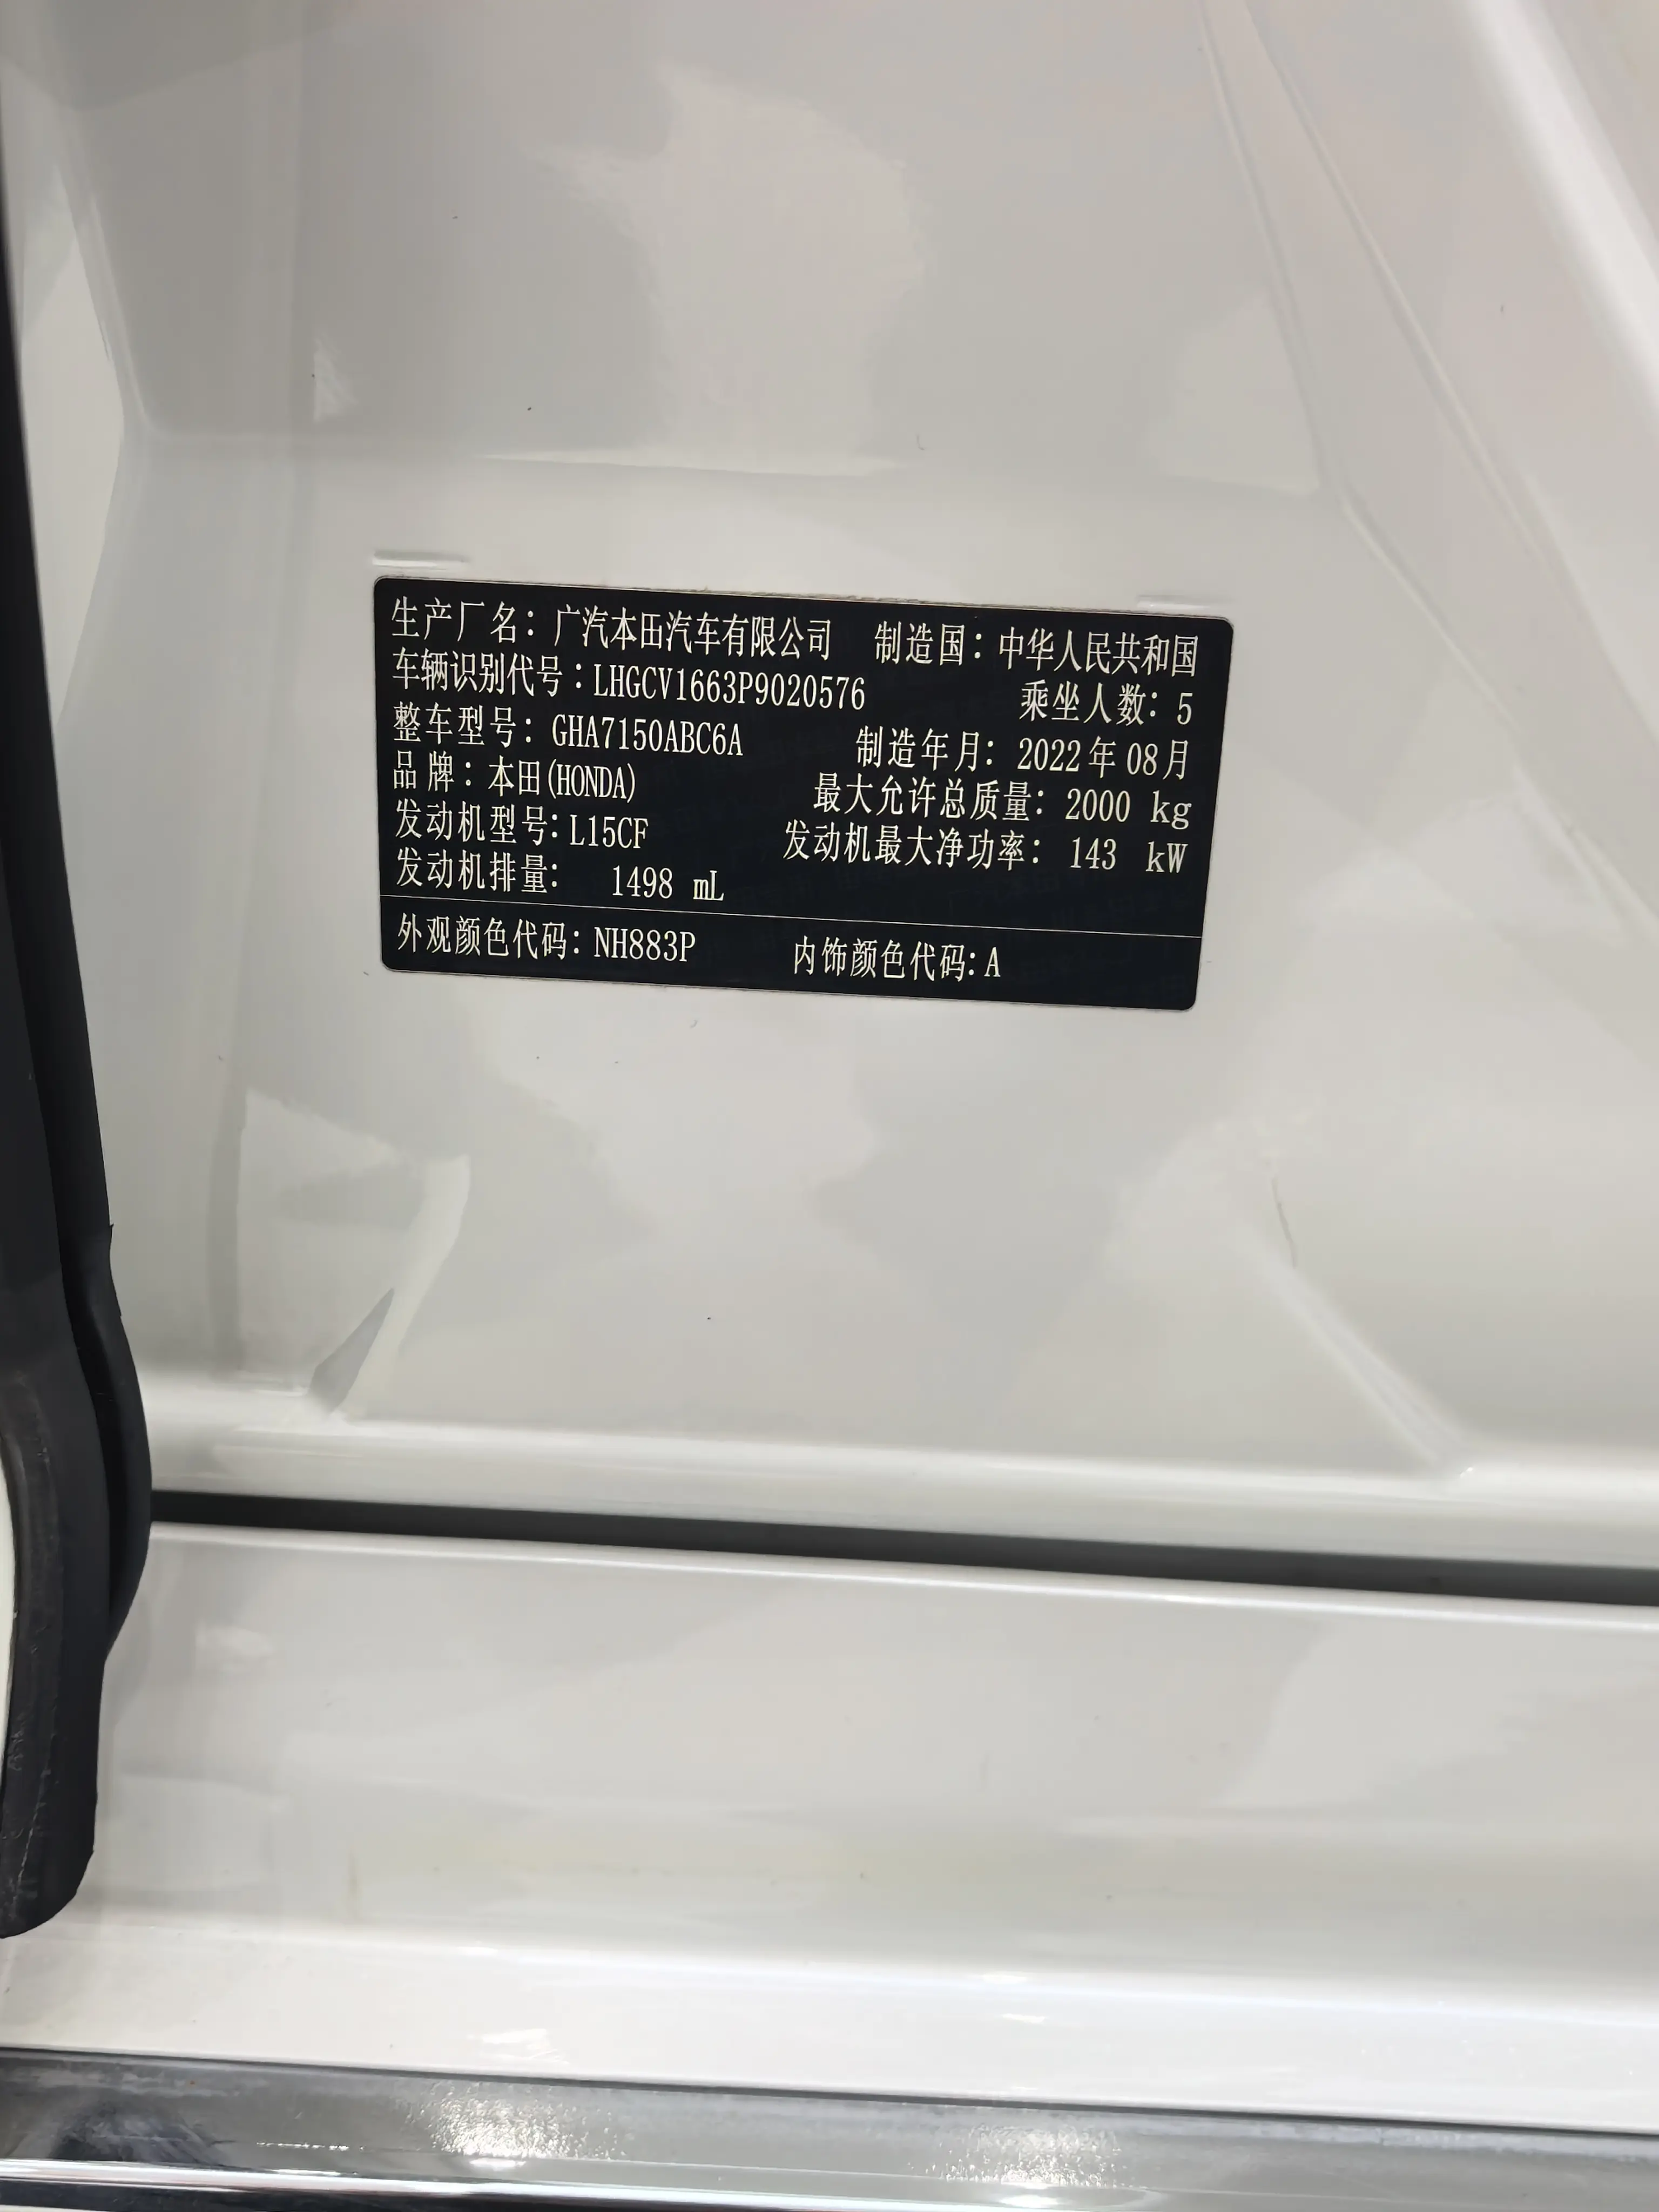 生产厂名：广汽本田汽车有限公司 制造国：中华人民共和国
车辆识别代号：LHGCV1663P9020576 乘坐人数：5
整车型号：GHA7150ABC6A 制造年月：2022年08月
品牌：本田(HONDA) 最大允许总质量：2000 kg
发动机型号：L15CF 发动机最大净功率：143 kW
发动机排量： 1498 mL
外观颜色代码：NH883P 内饰颜色代码：A